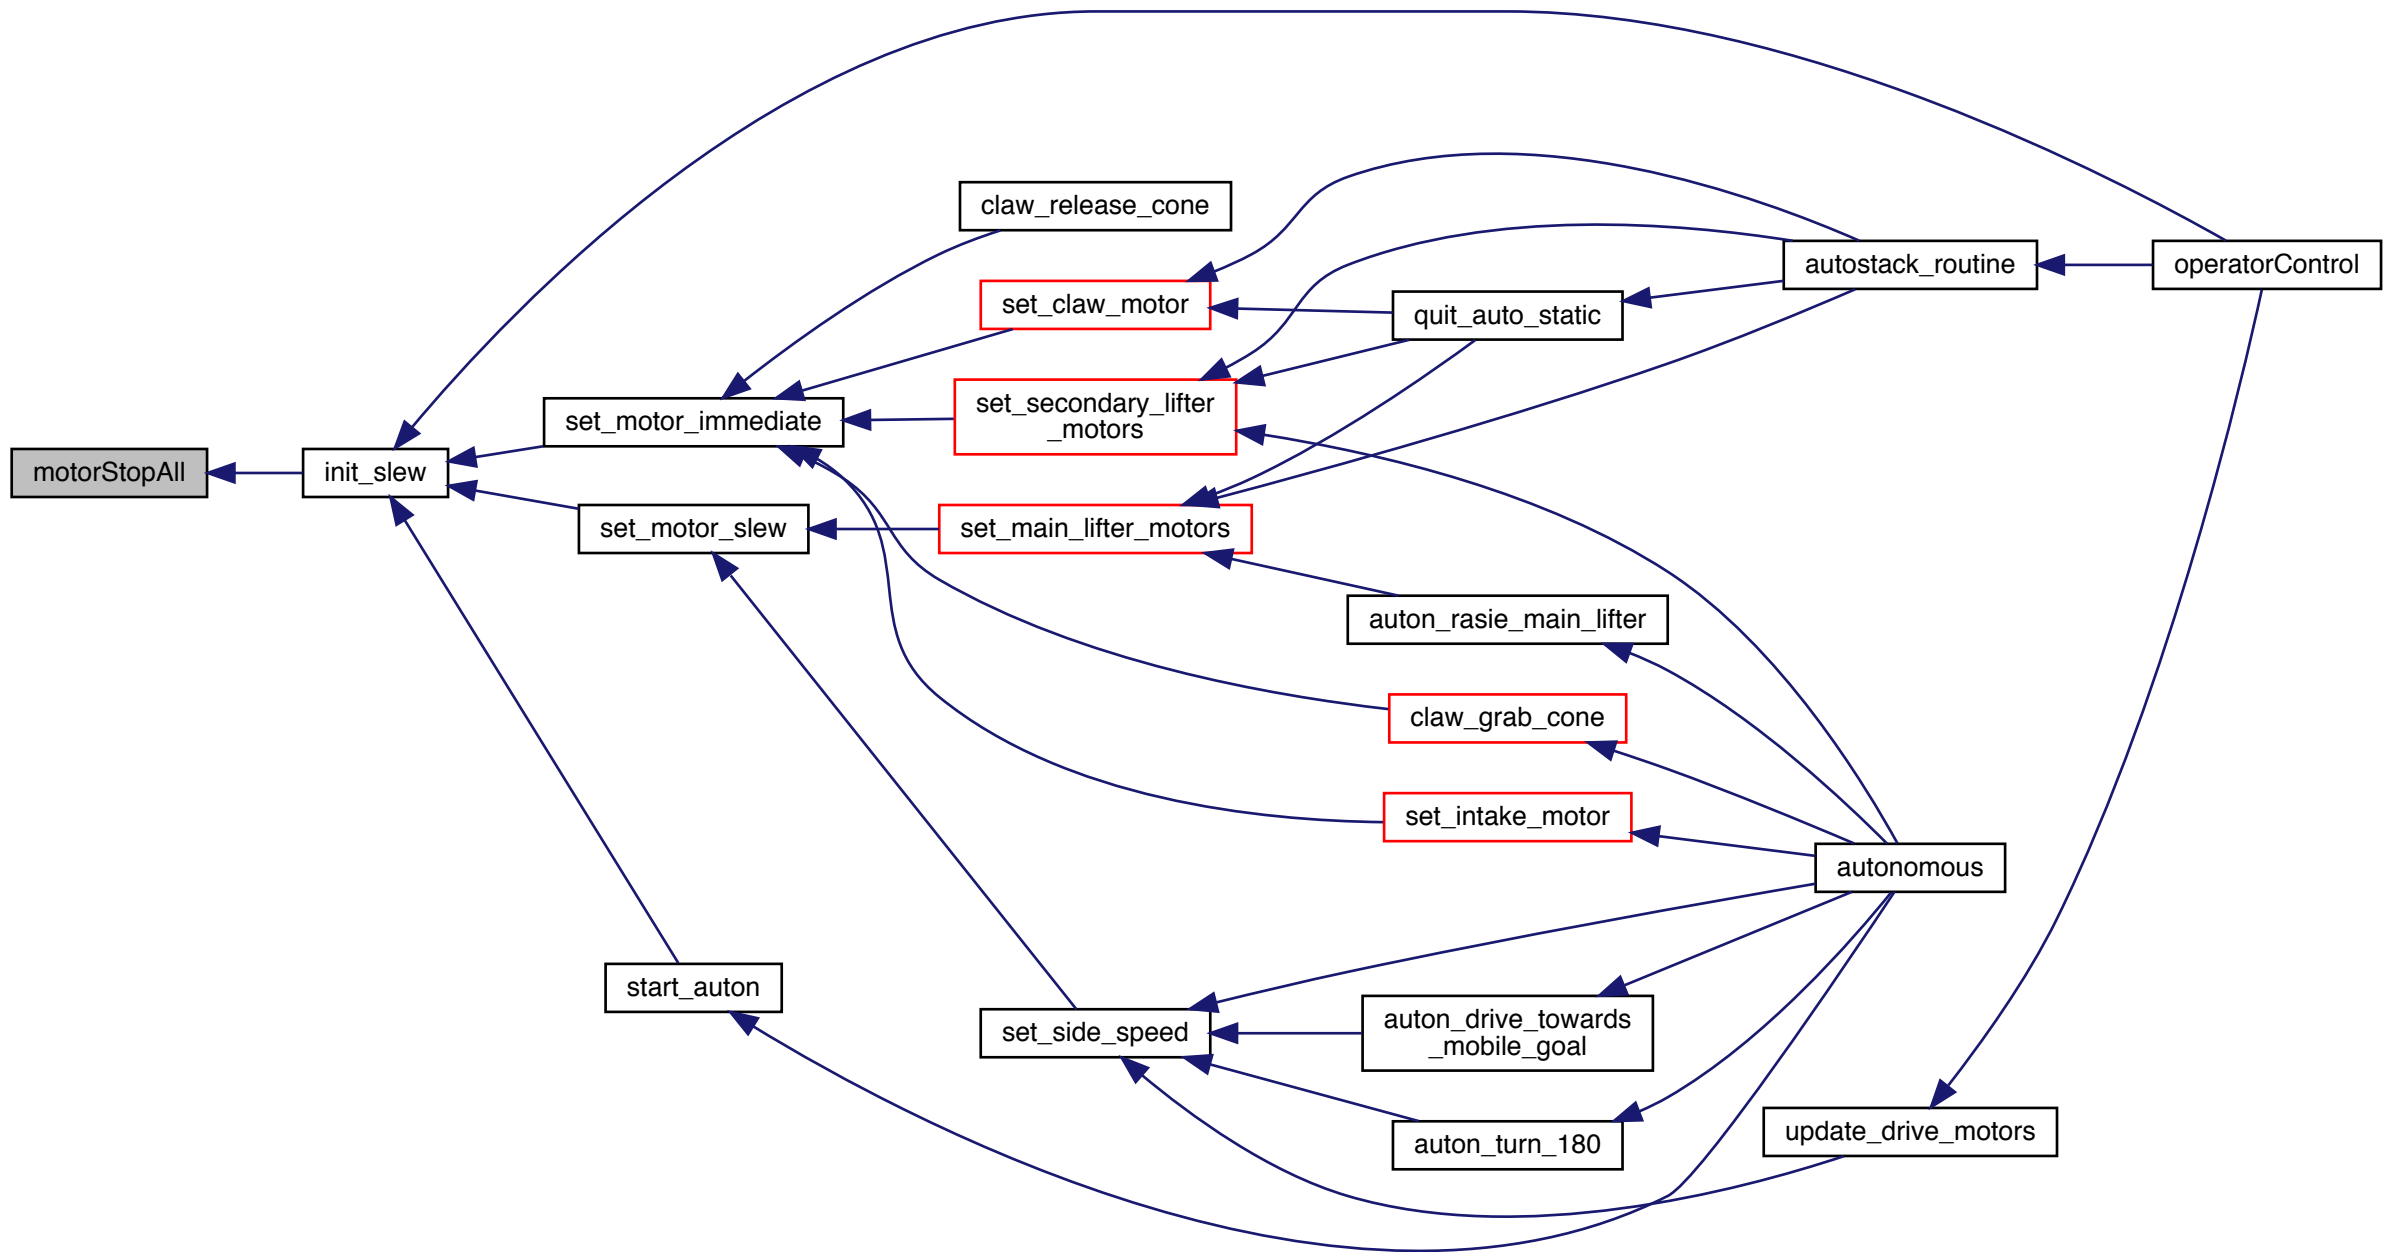 claw_release_cone
autostack_routine
operatorControl
set_claw_motor
quit_auto_static
set_secondary_lifter
_motors
set_motor_immediate
motorStopAll
init_slew
set_motor_slew
set_main_lifter_motors
auton_rasie_main_lifter
claw_grab_cone
set_intake_motor
autonomous
start_auton
set_side_speed
auton_drive_towards
_mobile_goal
auton_turn_180
update_drive_motors